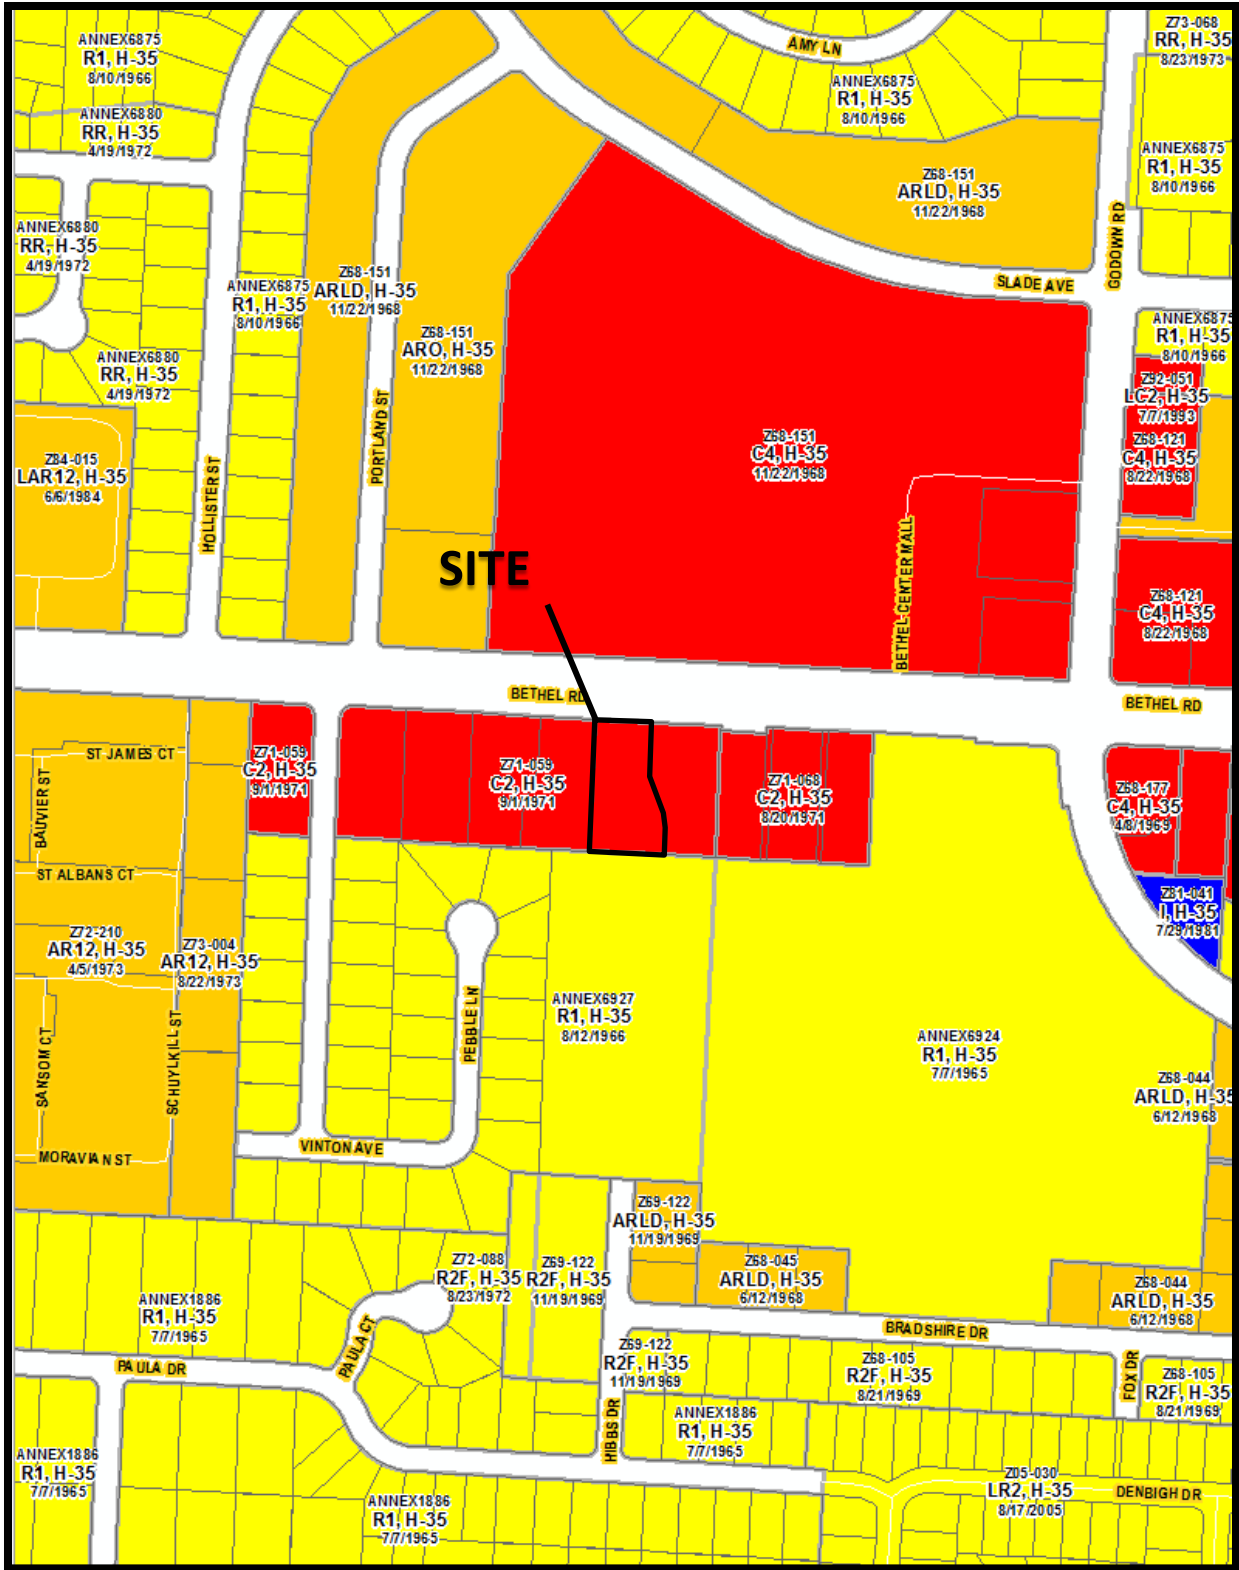 ANNEX6875
R1, H-35
8/10/1966
AMY LN
Z73-068
RR, H-35
8/23/1973
ANNEX6875
R1, H-35
8/10/1966
ANNEX6880
RR, H-35
4/19/1972
ANNEX6875
R1, H-35
8/10/1966
Z68-151
ARLD, H-35
11/22/1968
GODOWN RD
ANNEX6880
RR, H-35
4/19/1972
Z68-151
ARLD, H-35
11/22/1968
ANNEX6875
R1, H-35
8/10/1966
SLADE AVE
Z68-151
ARO, H-35
11/22/1968
ANNEX6875
R1, H-35
8/10/1966
ANNEX6880
RR, H-35
4/19/1972
Z92-051
LC2, H-35
7/7/1993
PORTLAND ST
Z68-151
C4, H-35
11/22/1968
Z68-121
C4, H-35
8/22/1968
Z84-015
LAR12, H-35
6/6/1984
HOLLISTER ST
SITE
BETHEL CENTER MALL
Z68-121
C4, H-35
8/22/1968
BETHEL RD
BETHEL RD
ST JAMES CT
Z71-059
C2, H-35
9/1/1971
Z71-059
C2, H-35
9/1/1971
Z71-068
C2, H-35
8/20/1971
Z68-177
C4, H-35
4/8/1969
BAUVIER ST
ST ALBANS CT
Z81-041
I, H-35
7/29/1981
Z72-210
AR12, H-35
4/5/1973
Z73-004
AR12, H-35
8/22/1973
PEBBLE LN
ANNEX6927
R1, H-35
8/12/1966
ANNEX6924
R1, H-35
7/7/1965
SANSOM CT
SCHUYLKILL ST
Z68-044
ARLD, H-35
6/12/1968
MORAVIAN ST
VINTON AVE
Z69-122
ARLD, H-35
11/19/1969
Z72-088
R2F, H-35
8/23/1972
Z69-122
R2F, H-35
11/19/1969
Z68-045
ARLD, H-35
6/12/1968
Z68-044
ARLD, H-35
6/12/1968
ANNEX1886
R1, H-35
7/7/1965
PAULA CT
BRADSHIRE DR
PAULA DR
Z69-122
R2F, H-35
11/19/1969
Z68-105
R2F, H-35
8/21/1969
FOX DR
Z68-105
R2F, H-35
8/21/1969
HIBBS DR
ANNEX1886
R1, H-35
7/7/1965
ANNEX1886
R1, H-35
7/7/1965
Z05-030
LR2, H-35
8/17/2005
DENBIGH DR
ANNEX1886
R1, H-35
7/7/1965